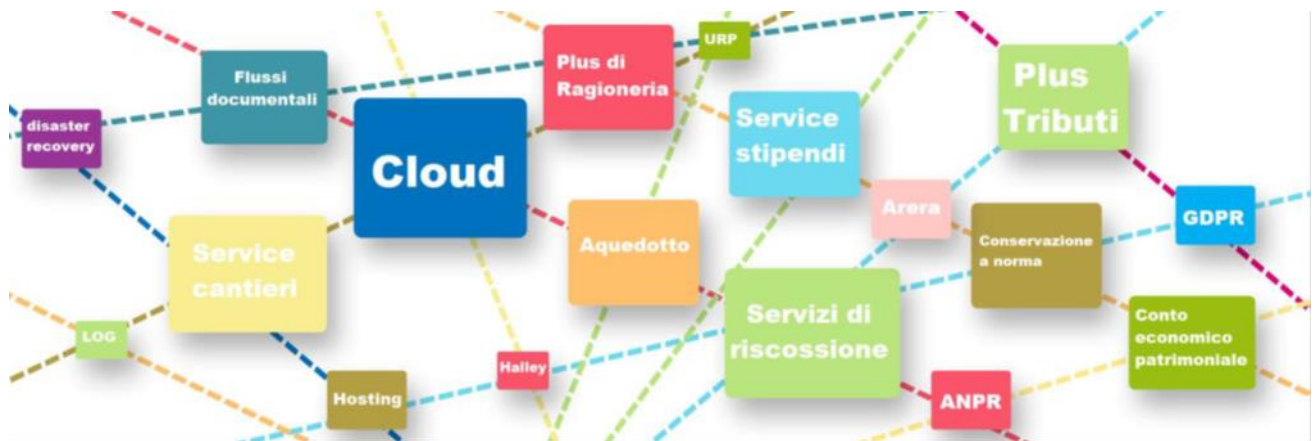 URP
Flussi
documentali
Plus di
Ragioneria
Plus
Tributi
disaster
recovery
Cloud
Service
stipendi
Arera
GDPR
Service
cantieri
Aquedotto
Conservazione
a norma
LOG
Servizi di
riscossione
Conto
economico
patrimoniale
Halley
Hosting
ANPR